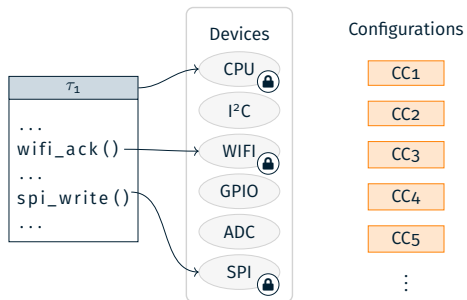 τ₁
...
wifi_ack()
...
spi_write()
...
Devices
CPU
I²C
WIFI
GPIO
ADC
SPI
Configurations
CC1
CC2
CC3
CC4
CC5
⋮